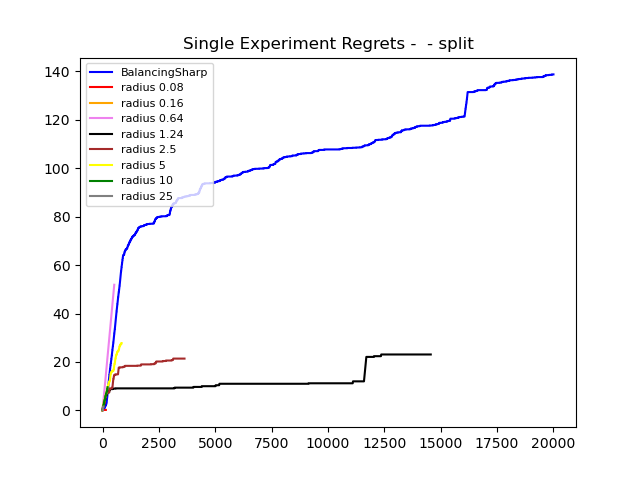 Single Experiment Regrets -  - split
140
120
100
80
60
40
20
0
BalancingSharp
radius 0.08
radius 0.16
radius 0.64
radius 1.24
radius 2.5
radius 5
radius 10
radius 25
0 2500 5000 7500 10000 12500 15000 17500 20000